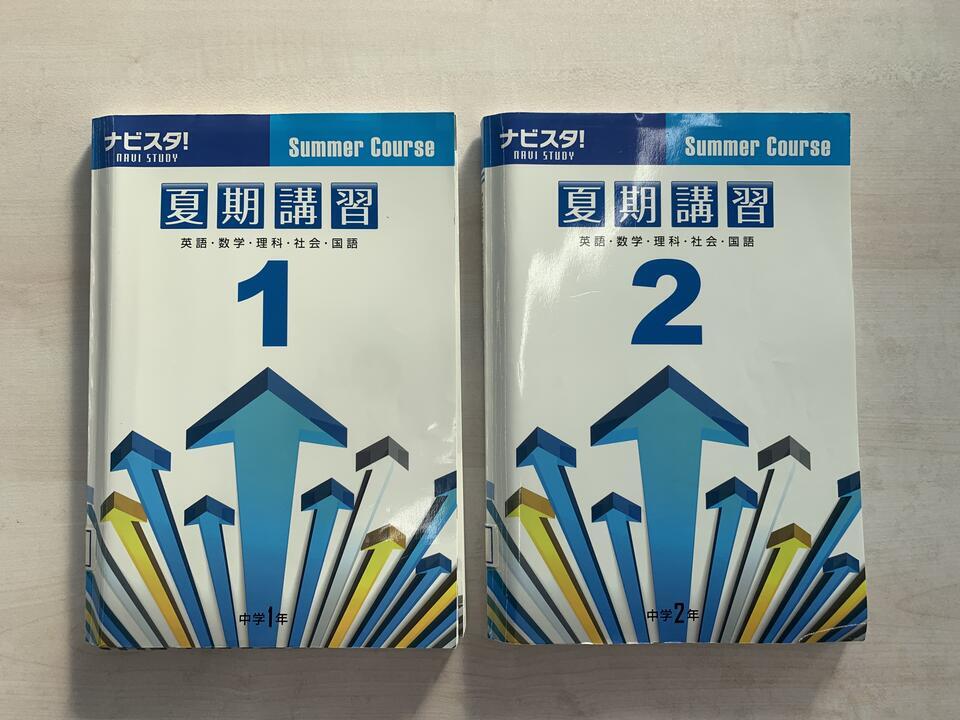 ナビスタ!
NAVI STUDY
Summer Course
夏期講習
英語・数学・理科・社会・国語
1
中学1年
ナビスタ!
NAVI STUDY
Summer Course
夏期講習
英語・数学・理科・社会・国語
2
中学2年